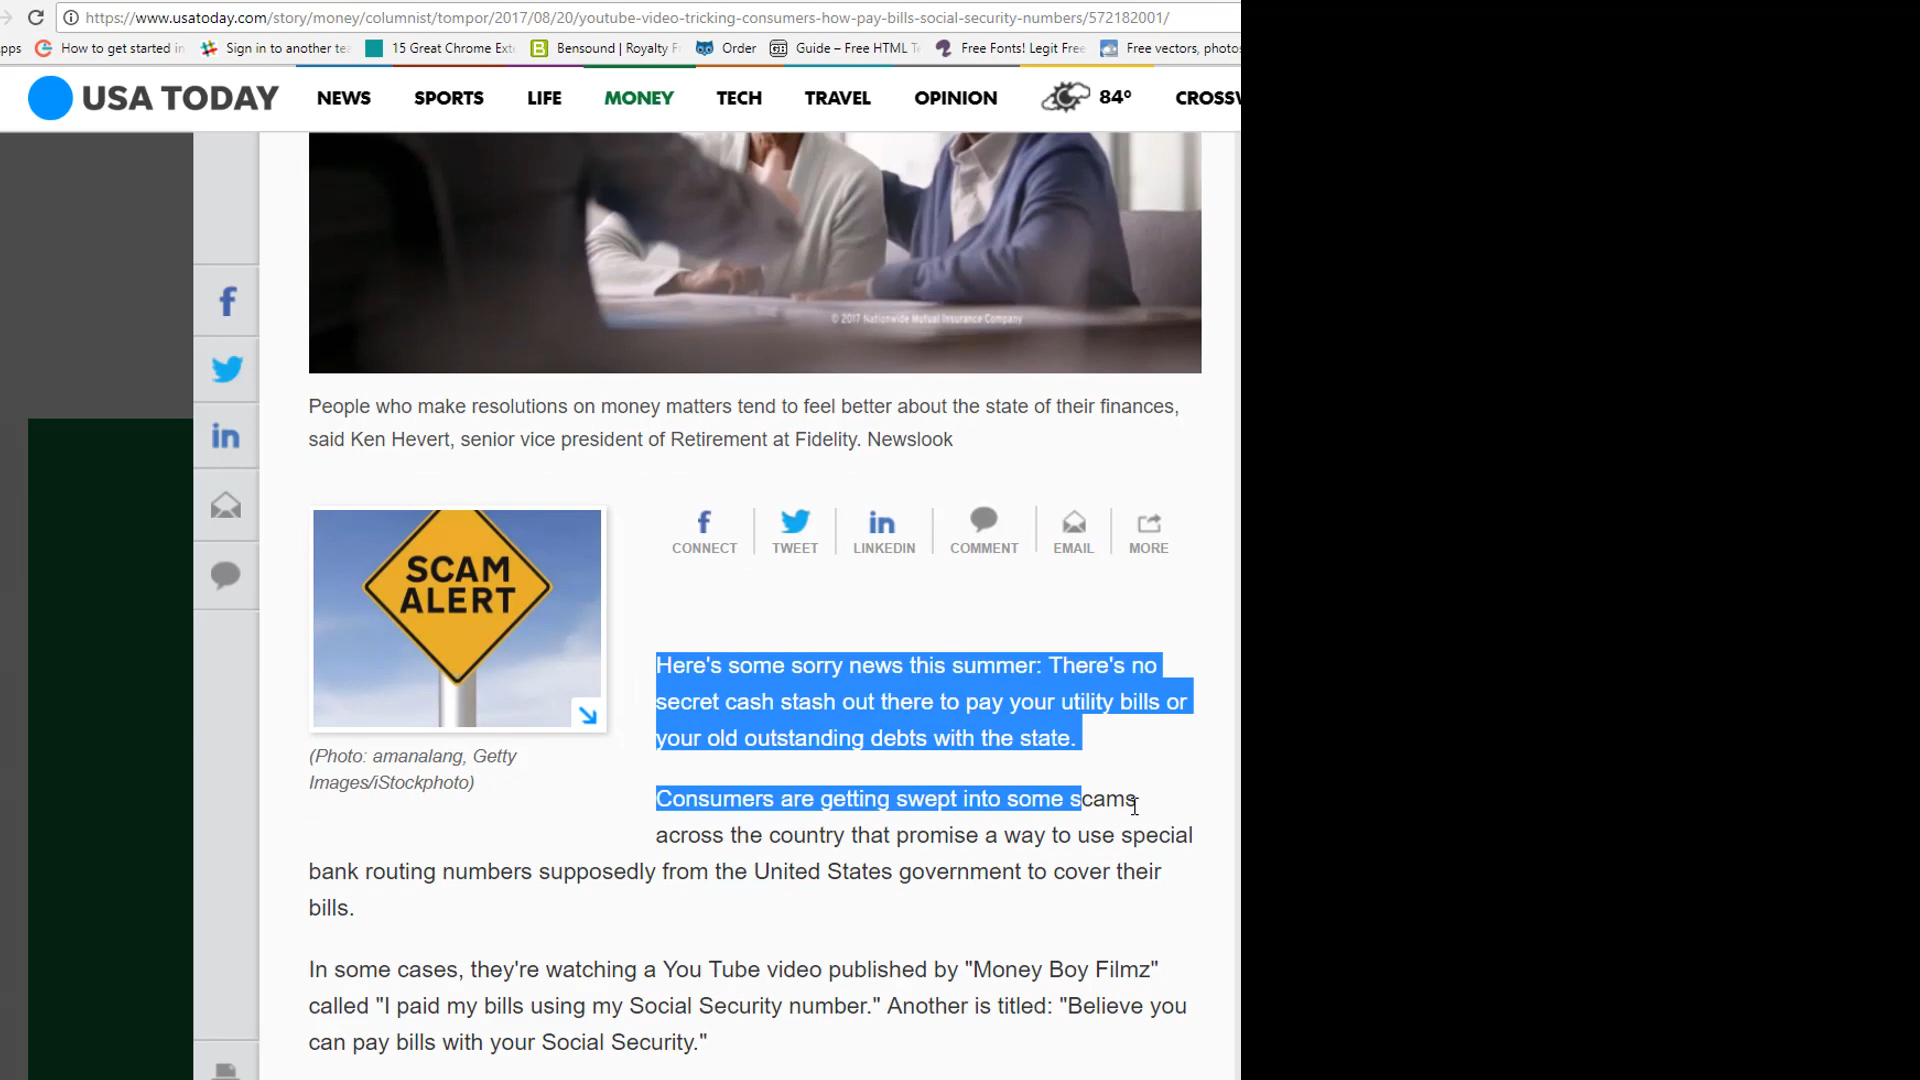 https://www.usatoday.com/story/money/columnist/tompor/2017/08/20/youtube-video-tricking-consumers-how-pay-bills-social-security-numbers/572182001/
pps How to get started in Sign in to another te 15 Great Chrome Ext Bensound | Royalty F Order Guide – Free HTML T Free Fonts! Legit Free Free vectors, photos
USA TODAY NEWS SPORTS LIFE MONEY TECH TRAVEL OPINION 84° CROSSW
© 2017 Nationwide Mutual Insurance Company
People who make resolutions on money matters tend to feel better about the state of their finances,
said Ken Hevert, senior vice president of Retirement at Fidelity. Newslook
SCAM
ALERT
(Photo: amanalang, Getty
Images/iStockphoto)
CONNECT TWEET LINKEDIN COMMENT EMAIL MORE
Here's some sorry news this summer: There's no
secret cash stash out there to pay your utility bills or
your old outstanding debts with the state.
Consumers are getting swept into some scams
across the country that promise a way to use special
bank routing numbers supposedly from the United States government to cover their
bills.
In some cases, they're watching a You Tube video published by "Money Boy Filmz"
called "I paid my bills using my Social Security number." Another is titled: "Believe you
can pay bills with your Social Security."